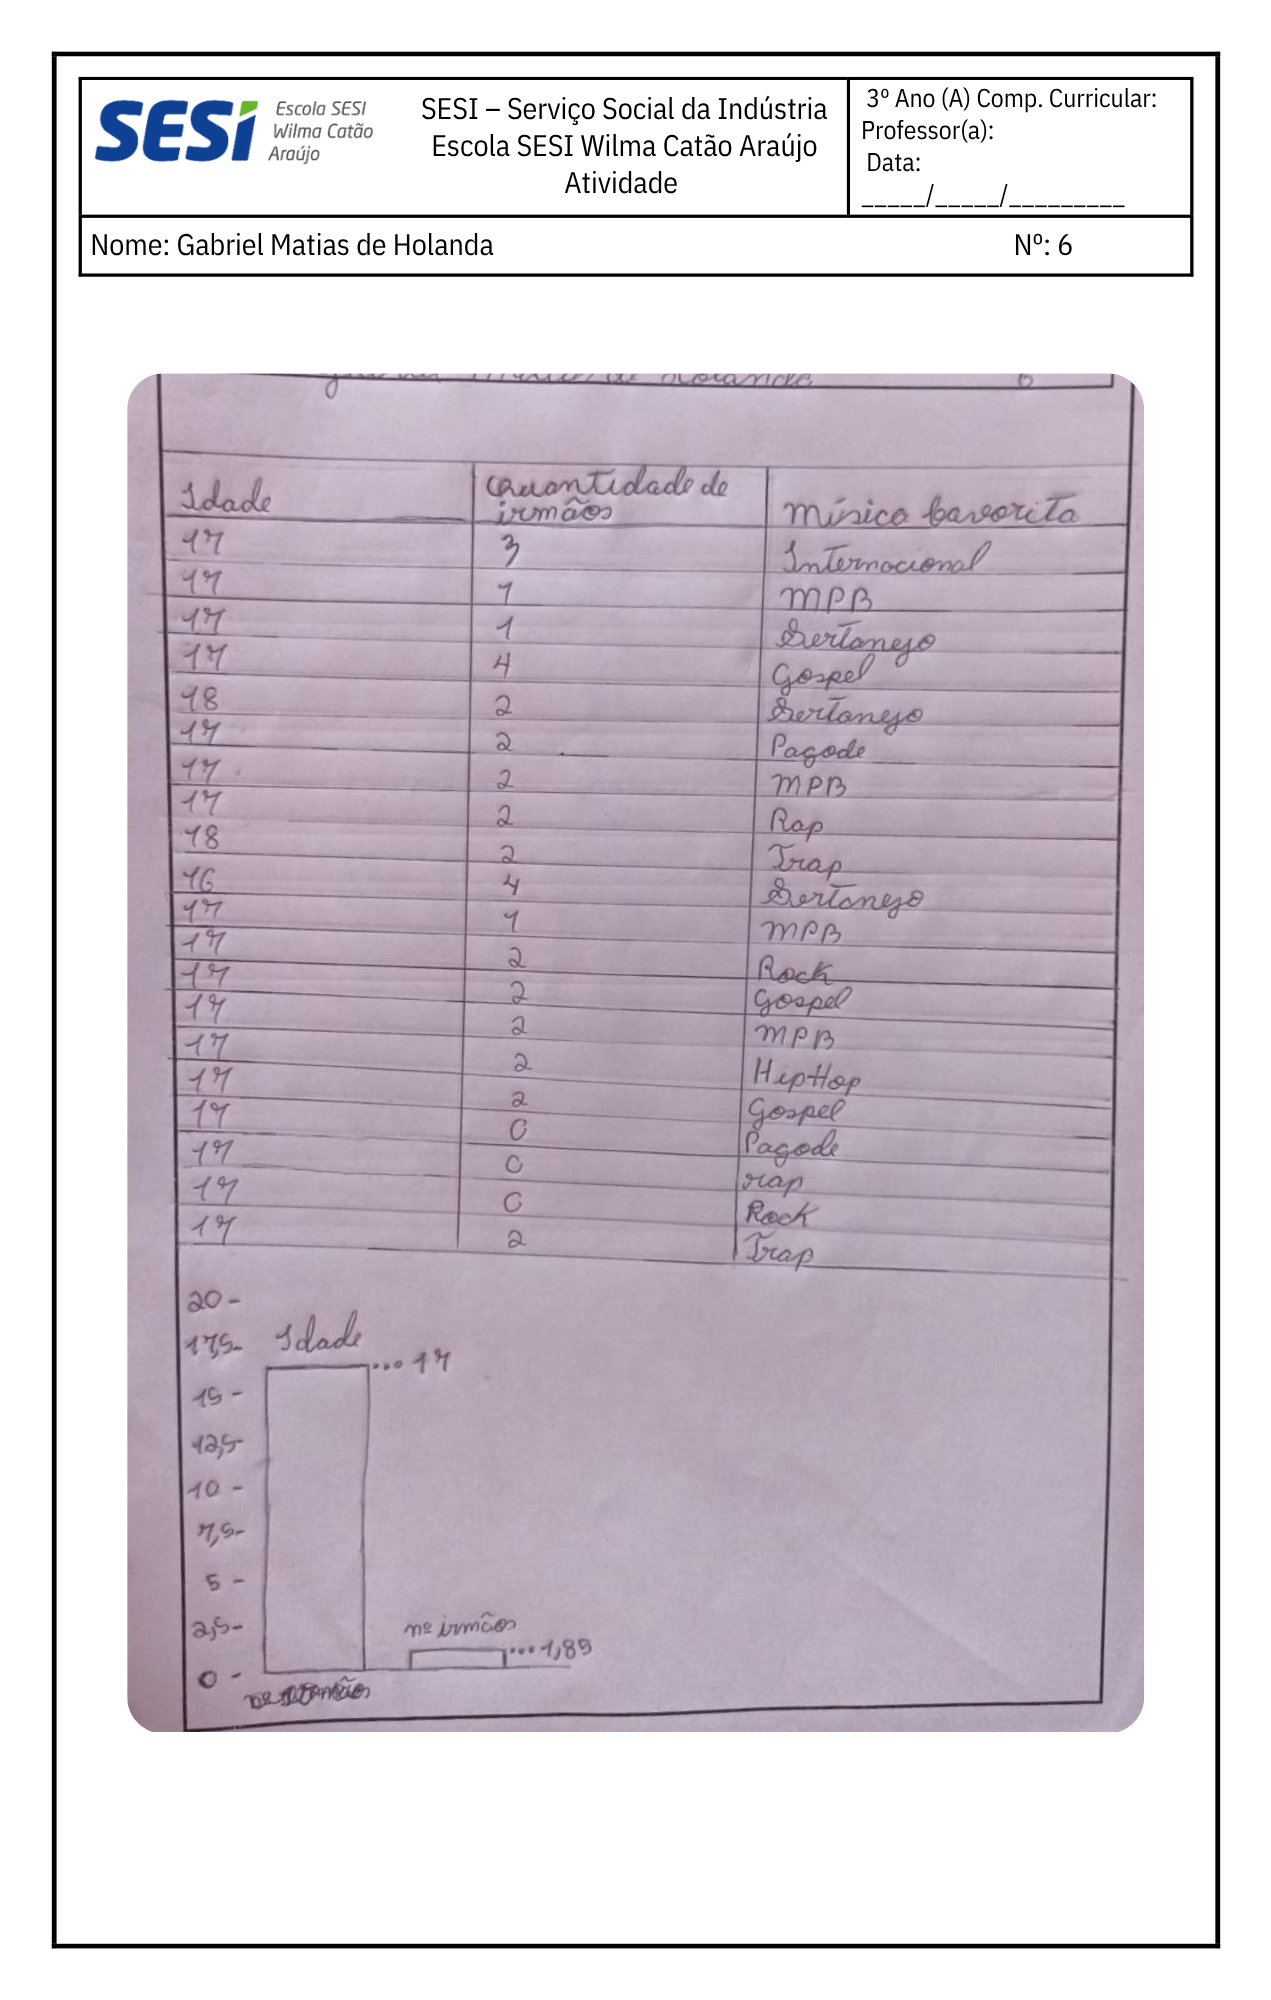 SESI
Escola SESI
Wilma Catão
Araújo
SESI – Serviço Social da Indústria
Escola SESI Wilma Catão Araújo
Atividade
3º Ano (A) Comp. Curricular:
Professor(a):
Data:
_____/_____/_________
Nome: Gabriel Matias de Holanda Nº: 6
Idade Quantidade de irmãos Música favorita
17 3 Internacional
17 1 MPB
17 1 Sertanejo
17 4 Gospel
18 2 Sertanejo
17 2 Pagode
17 2 MPB
17 2 Rap
18 2 Trap
16 4 Sertanejo
17 1 MPB
17 2 Rock
17 2 Gospel
17 2 MPB
17 2 HipHop
17 2 Gospel
17 0 Pagode
17 0 rap
17 0 Rock
17 2 Trap
20 -
17,5-
Idade
...17
15 -
12,5-
10 -
7,5-
5 -
2,5-
nº irmãos
...1,89
0 -